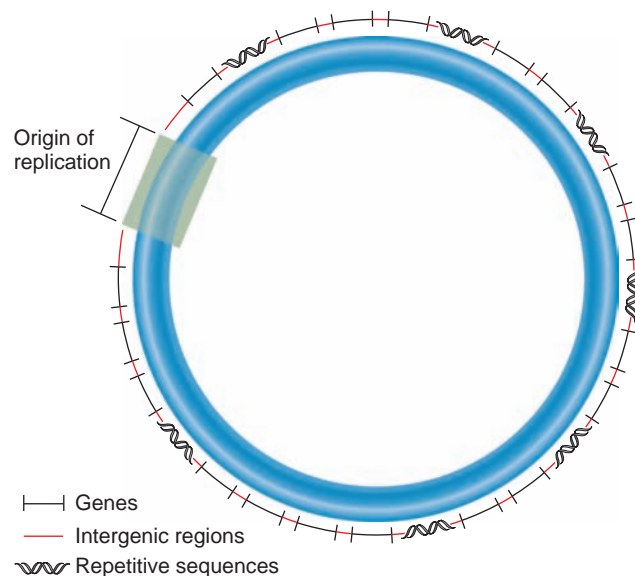 Origin of
replication
Genes
Intergenic regions
Repetitive sequences